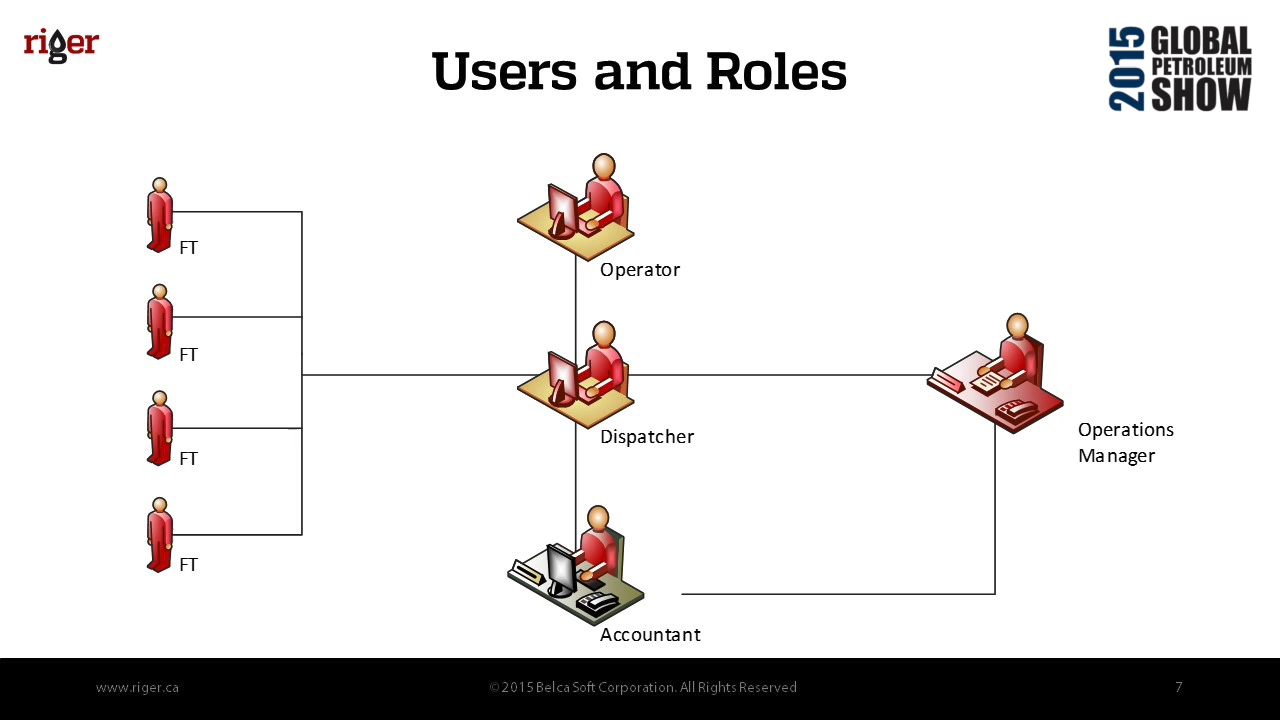 riger
2015 GLOBAL
PETROLEUM
SHOW
Users and Roles
FT
FT
FT
FT
Operator
Dispatcher
Accountant
Operations
Manager
www.riger.ca
© 2015 Belca Soft Corporation. All Rights Reserved
7